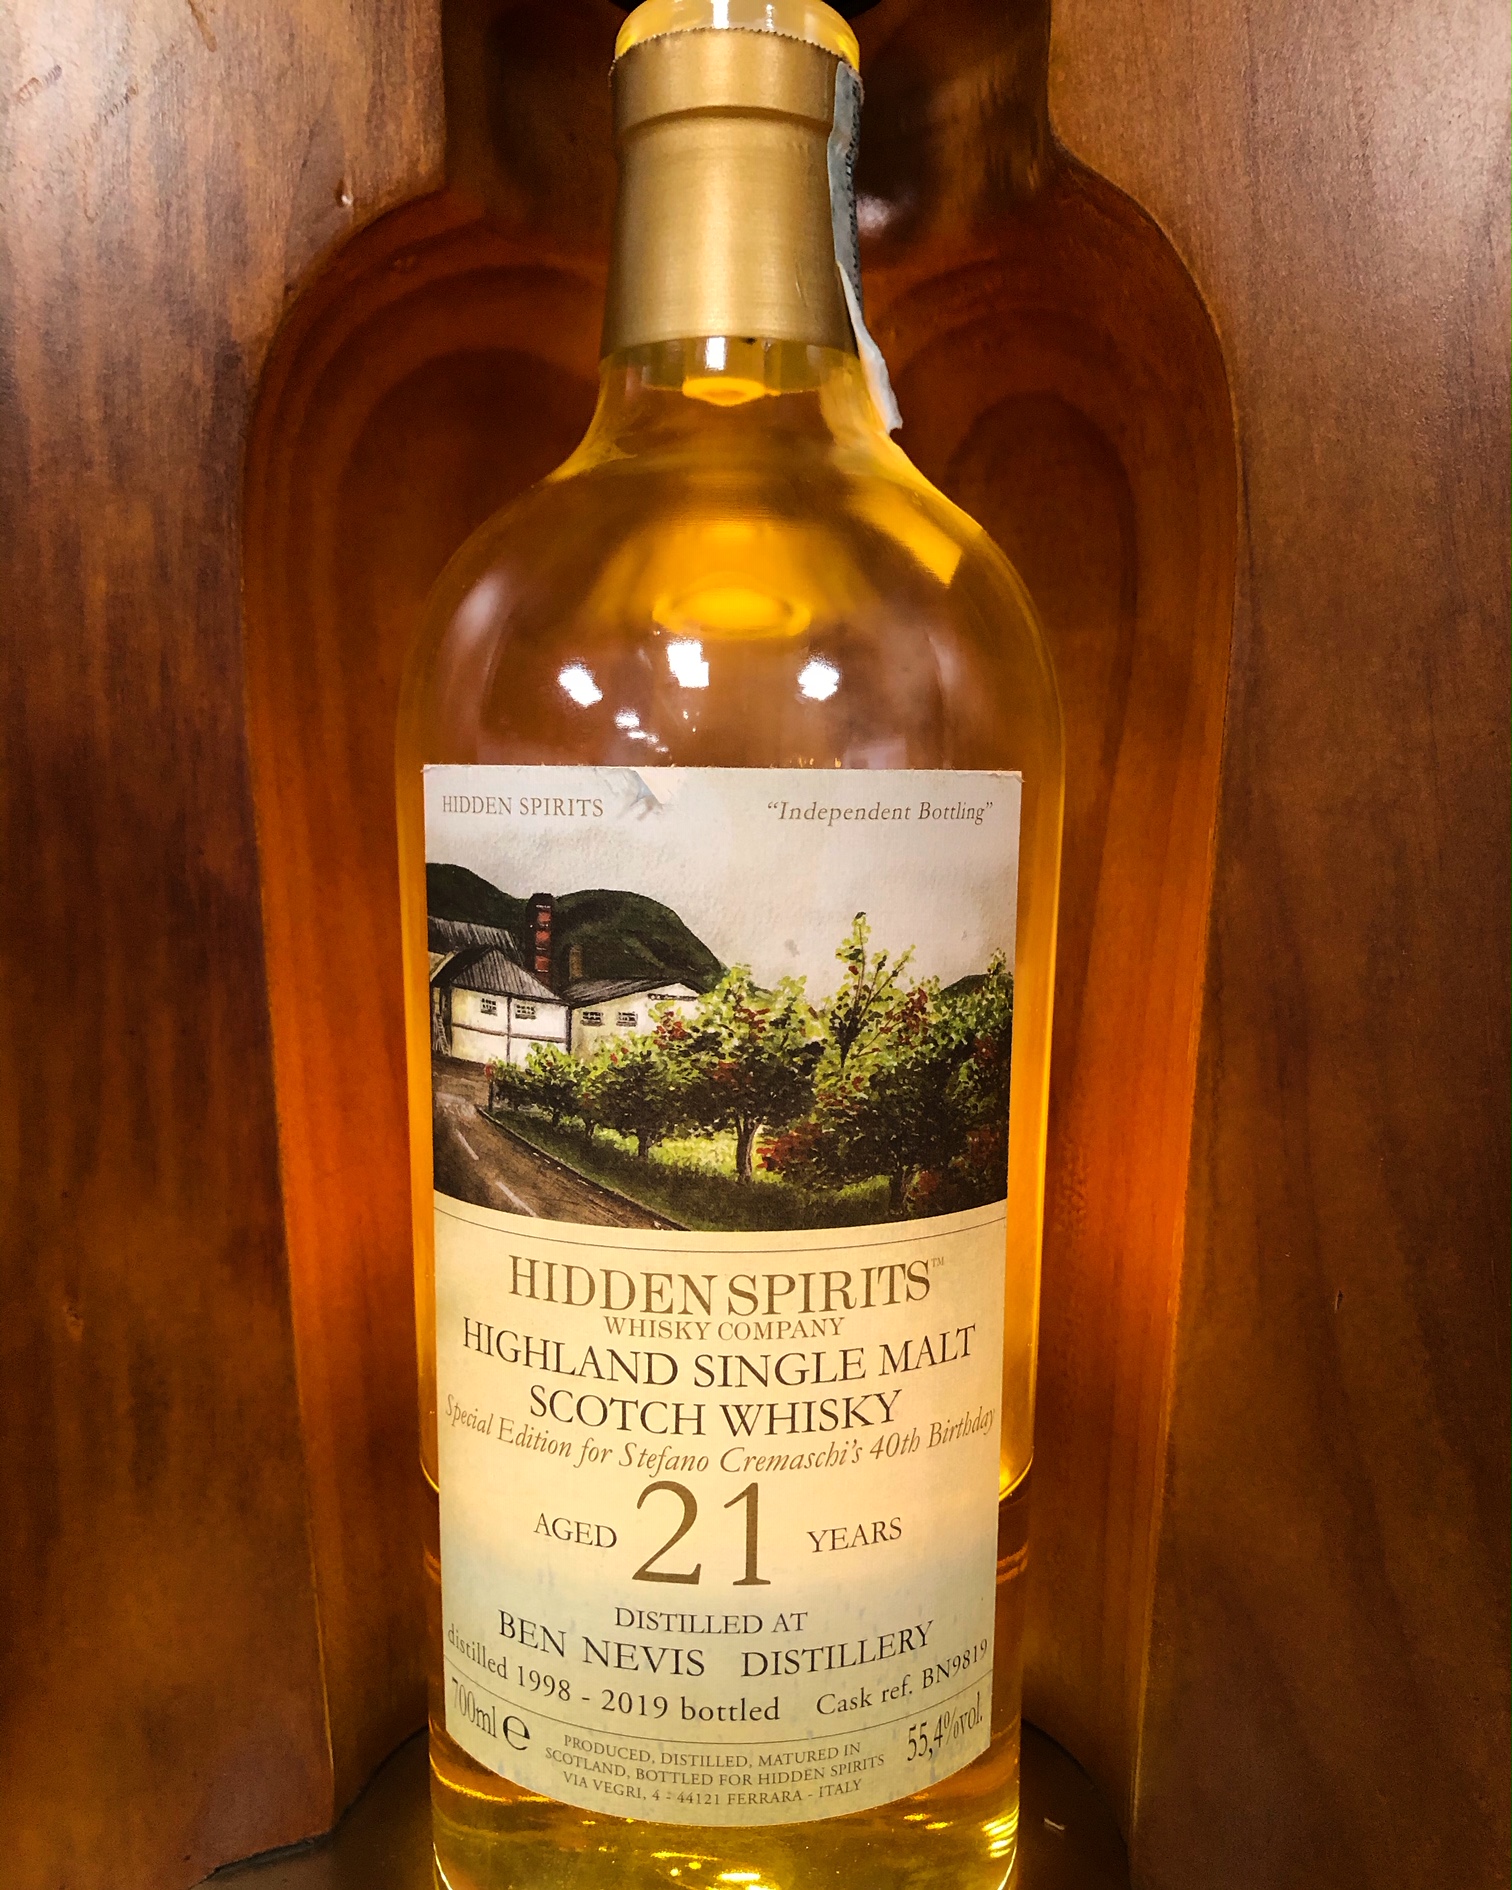 HIDDEN SPIRITS
“Independent Bottling”
HIDDEN SPIRITS™
WHISKY COMPANY
HIGHLAND SINGLE MALT
SCOTCH WHISKY
Special Edition for Stefano Cremaschi's 40th Birthday
AGED 21 YEARS
DISTILLED AT
BEN NEVIS DISTILLERY
distilled 1998 - 2019 bottled Cask ref. BN9819
700ml ℮ 55,4%vol.
PRODUCED, DISTILLED, MATURED IN
SCOTLAND, BOTTLED FOR HIDDEN SPIRITS
VIA VEGRI, 4 - 44121 FERRARA - ITALY